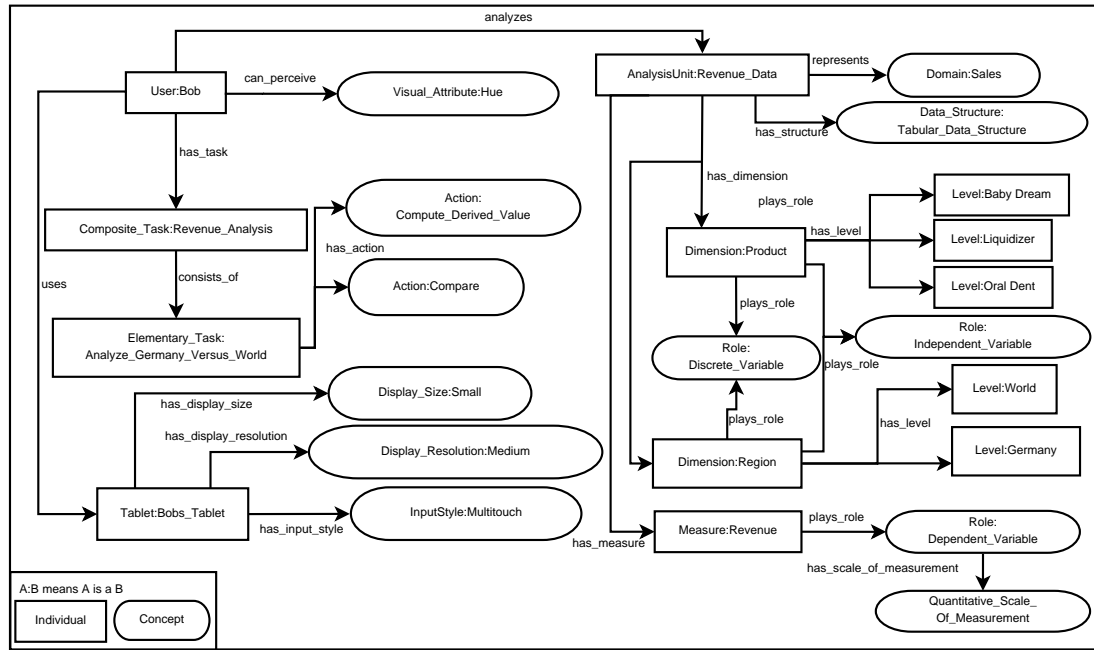 analyzes
User:Bob
can_perceive
Visual_Attribute:Hue
AnalysisUnit:Revenue_Data
represents
Domain:Sales
has_structure
Data_Structure:
Tabular_Data_Structure
has_task
has_dimension
Composite_Task:Revenue_Analysis
Action:
Compute_Derived_Value
has_action
Action:Compare
uses
consists_of
Elementary_Task:
Analyze_Germany_Versus_World
plays_role
Dimension:Product
has_level
Level:Baby Dream
Level:Liquidizer
Level:Oral Dent
plays_role
Role:
Discrete_Variable
Role:
Independent_Variable
plays_role
plays_role
Dimension:Region
has_level
Level:World
Level:Germany
has_display_size
Display_Size:Small
has_display_resolution
Display_Resolution:Medium
Tablet:Bobs_Tablet
has_input_style
InputStyle:Multitouch
has_measure
Measure:Revenue
plays_role
Role:
Dependent_Variable
has_scale_of_measurement
Quantitative_Scale_
Of_Measurement
A:B means A is a B
Individual
Concept